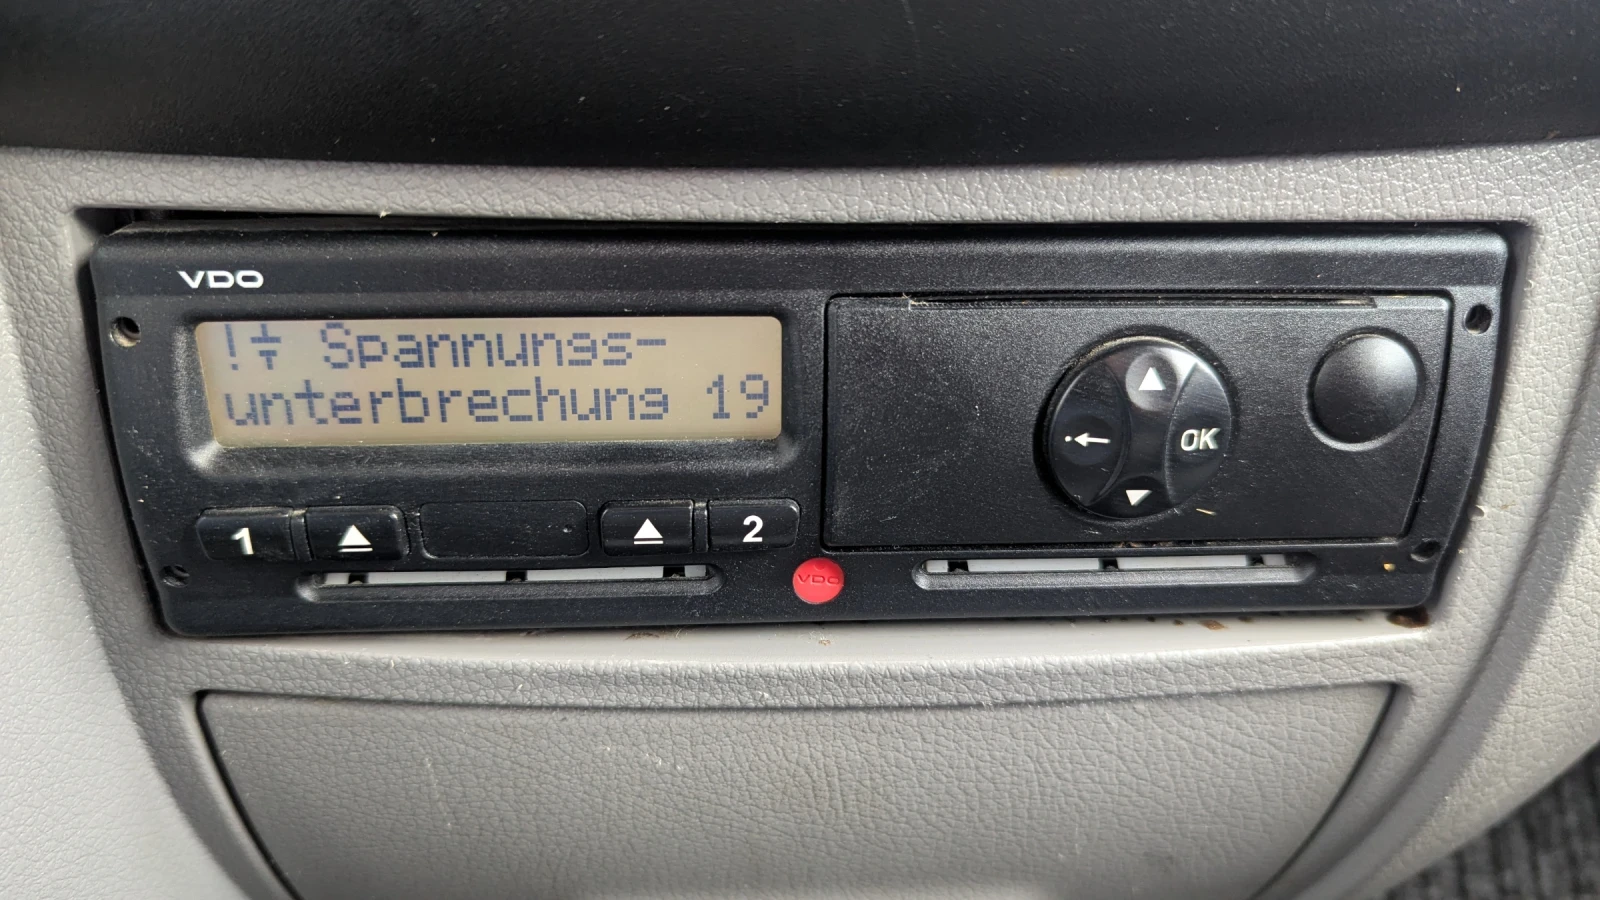 VDO
! Spannungs-
unterbrechung 19
1
2
OK
VDO